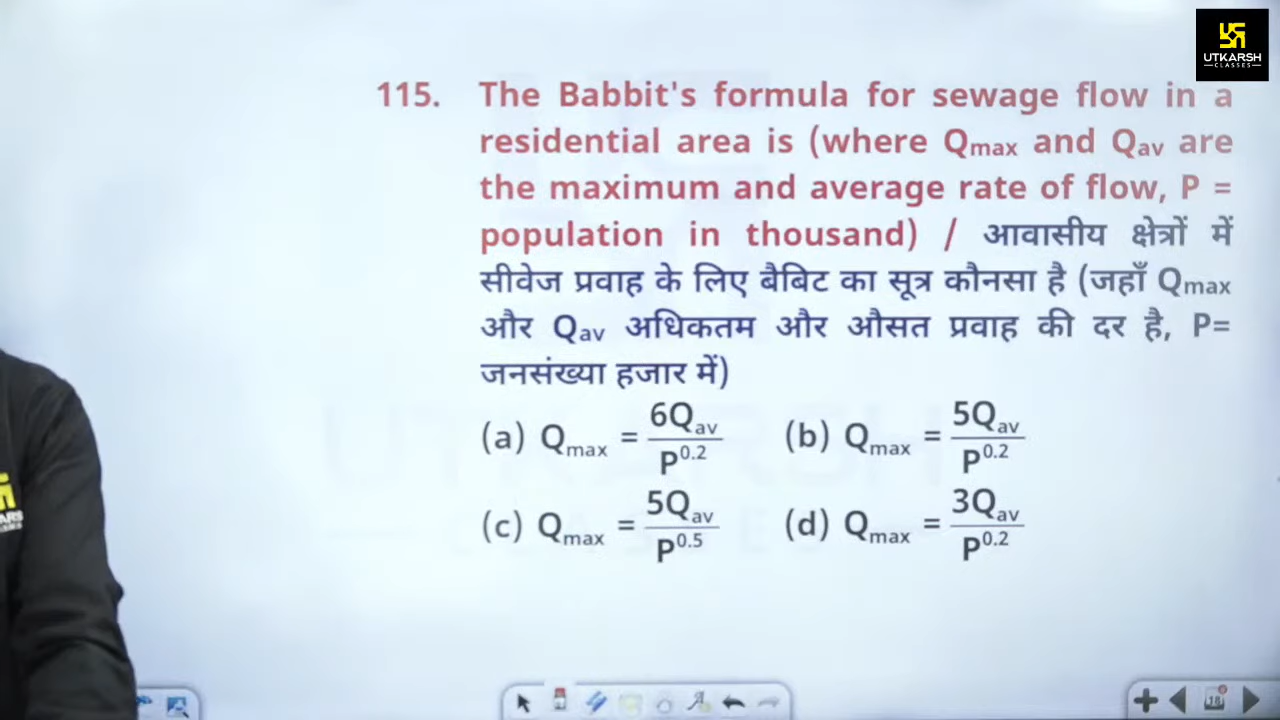 UTKARSH
CLASSES
115. The Babbit's formula for sewage flow in a
residential area is (where Qmax and Qav are
the maximum and average rate of flow, P =
population in thousand) / आवासीय क्षेत्रों में
सीवेज प्रवाह के लिए बैबिट का सूत्र कौनसा है (जहाँ Qmax
और Qav अधिकतम और औसत प्रवाह की दर है, P=
जनसंख्या हजार में)
(a) Qmax = 6Qav / P^0.2 (b) Qmax = 5Qav / P^0.2
(c) Qmax = 5Qav / P^0.5 (d) Qmax = 3Qav / P^0.2
18